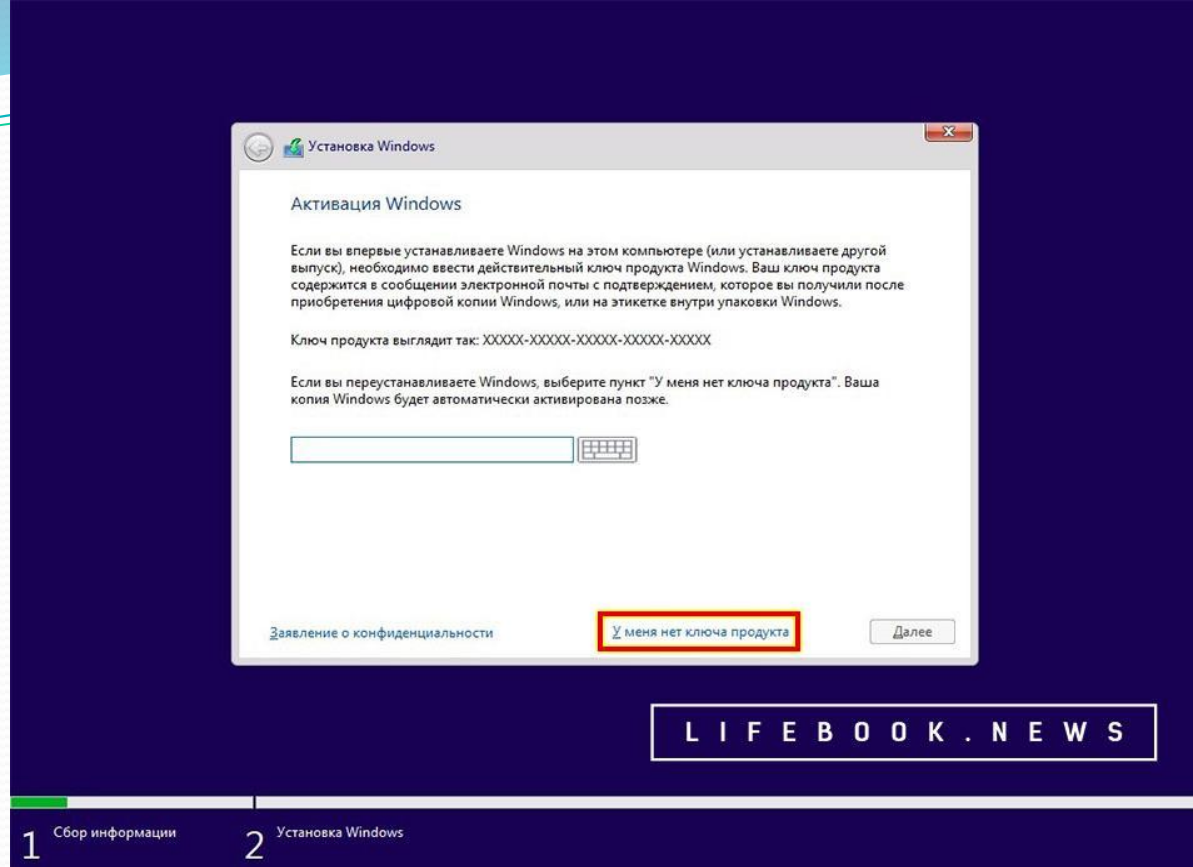 Установка Windows
Активация Windows
Если вы впервые устанавливаете Windows на этом компьютере (или устанавливаете другой
выпуск), необходимо ввести действительный ключ продукта Windows. Ваш ключ продукта
содержится в сообщении электронной почты с подтверждением, которое вы получили после
приобретения цифровой копии Windows, или на этикетке внутри упаковки Windows.
Ключ продукта выглядит так: XXXXX-XXXXX-XXXXX-XXXXX-XXXXX
Если вы переустанавливаете Windows, выберите пункт "У меня нет ключа продукта". Ваша
копия Windows будет автоматически активирована позже.
Заявление о конфиденциальности
У меня нет ключа продукта
Далее
LIFEBOOK.NEWS
1 Сбор информации
2 Установка Windows